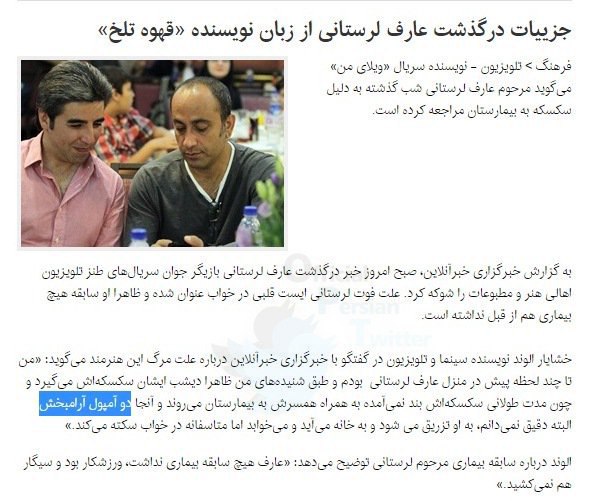 جزییات درگذشت عارف لرستانی از زبان نویسنده «قهوه تلخ»
فرهنگ > تلویزیون - نویسنده سریال «ویلای من»
می‌گوید مرحوم عارف لرستانی شب گذشته به دلیل
سکسکه به بیمارستان مراجعه کرده است.
به گزارش خبرگزاری خبرآنلاین، صبح امروز خبر درگذشت عارف لرستانی بازیگر جوان سریال‌های طنز تلویزیون
اهالی هنر و مطبوعات را شوکه کرد. علت فوت لرستانی ایست قلبی در خواب عنوان شده و ظاهرا او سابقه هیچ
بیماری هم از قبل نداشته است.
Persian
Twitter
خشایار الوند نویسنده سینما و تلویزیون در گفتگو با خبرگزاری خبرآنلاین درباره علت مرگ این هنرمند می‌گوید: «من
تا چند لحظه پیش در منزل عارف لرستانی بودم و طبق شنیده‌های من ظاهرا دیشب ایشان سکسکه‌اش می‌گیرد و
چون مدت طولانی سکسکه‌اش بند نمی‌آمده به همراه همسرش به بیمارستان می‌روند و آنجا دو آمپول آرامبخش
البته دقیق نمی‌دانم، به او تزریق می شود و به خانه می‌آید و می‌خوابد اما متاسفانه در خواب سکته می‌کند.»
الوند درباره سابقه بیماری مرحوم لرستانی توضیح می‌دهد: «عارف هیچ سابقه بیماری نداشت، ورزشکار بود و سیگار
هم نمی‌کشید.»